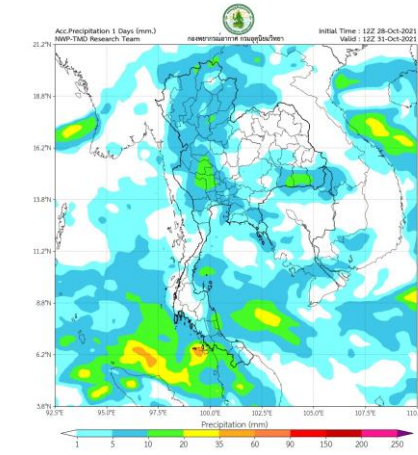 Acc.Precipitation 1 Days (mm.)
NWP-TMD Research Team
กองพยากรณ์อากาศ กรมอุตุนิยมวิทยา
Initial Time : 12Z 28-Oct-2021
Valid : 12Z 31-Oct-2021
21.2°N
18.8°N
16.2°N
13.8°N
11.2°N
8.8°N
6.2°N
3.8°N
92.5°E 95.0°E 97.5°E 100.0°E 102.5°E 105.0°E 107.5°E 110.
Precipitation (mm)
1 5 10 20 35 60 90 150 200 250